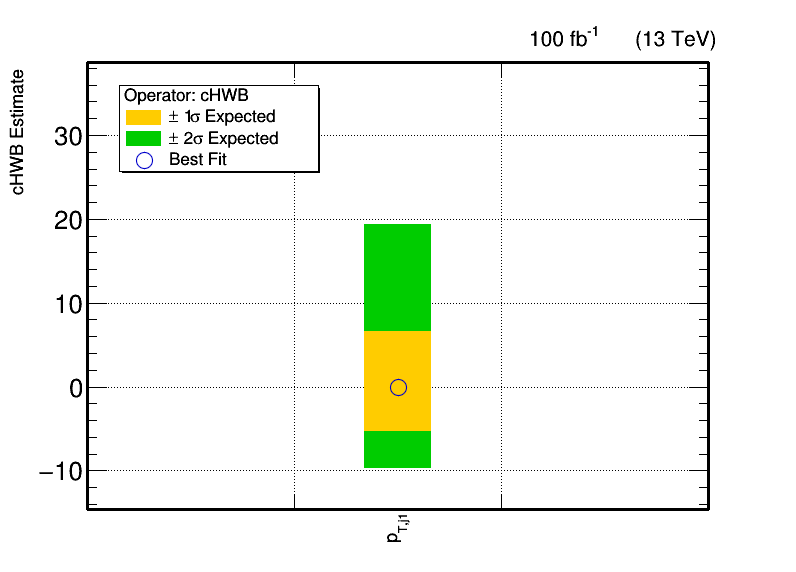 100 fb-1 (13 TeV)
cHWB Estimate
Operator: cHWB
± 1σ Expected
± 2σ Expected
Best Fit
30
20
10
0
−10
pT,j1